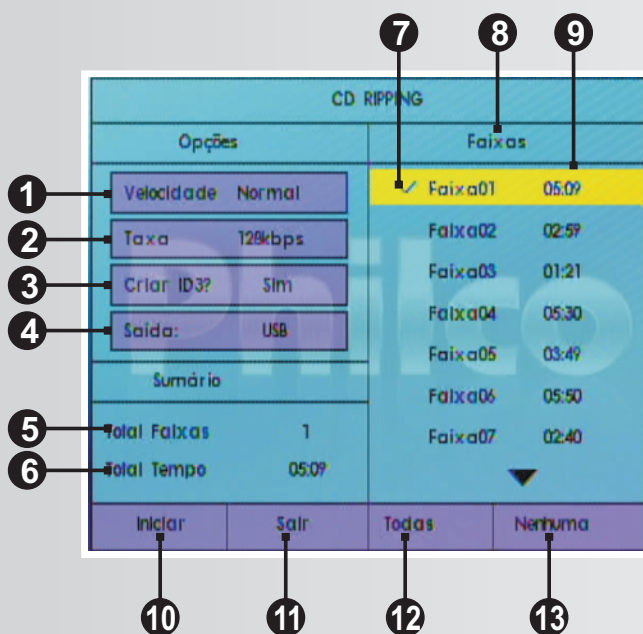 7 8 9
CD RIPPING
Opções Faixas
1 Velocidade Normal
2 Taxa 128kbps
3 Criar ID3? Sim
4 Saída: USB
Sumário
5 Total Faixas 1
6 Total Tempo 05:09
Faixa01 05:09
Faixa02 02:59
Faixa03 01:21
Faixa04 05:30
Faixa05 03:49
Faixa06 05:50
Faixa07 02:40
Philco
Iniciar Sair Todas Nenhuma
10 11 12 13